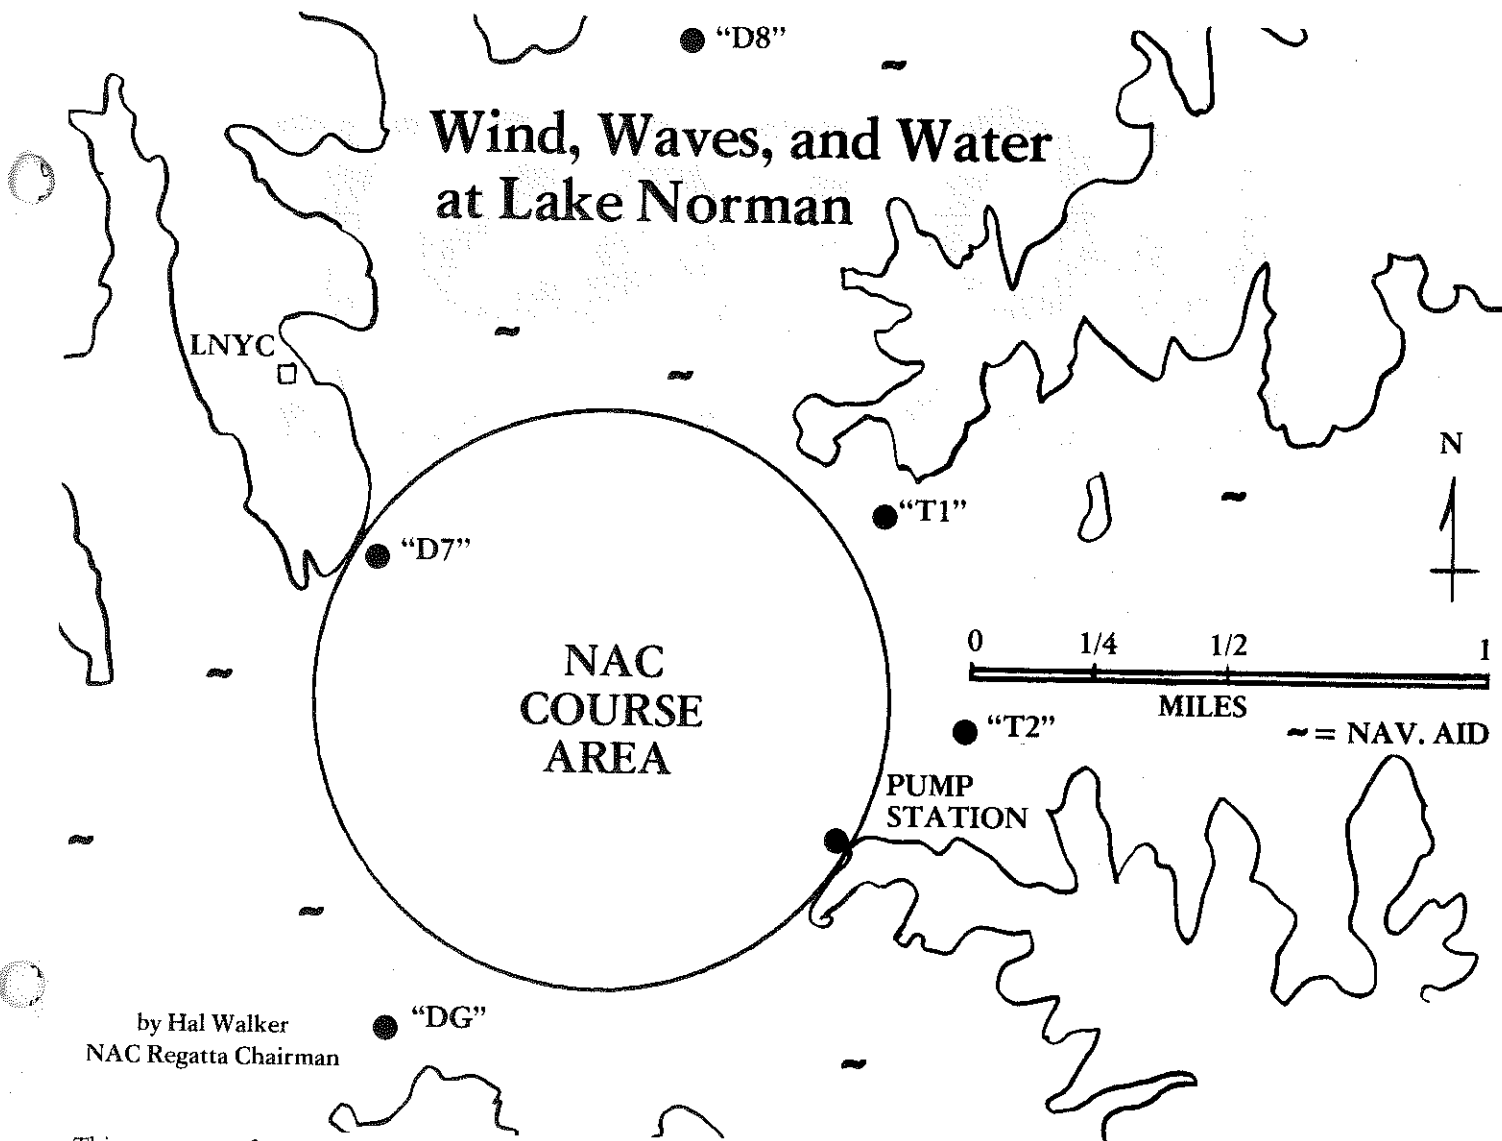 "D8"
Wind, Waves, and Water
at Lake Norman
LNYC
N
"T1"
"D7"
0 1/4 1/2 1
MILES
NAC
COURSE
AREA
"T2"
~ = NAV. AID
PUMP
STATION
"DG"
by Hal Walker
NAC Regatta Chairman